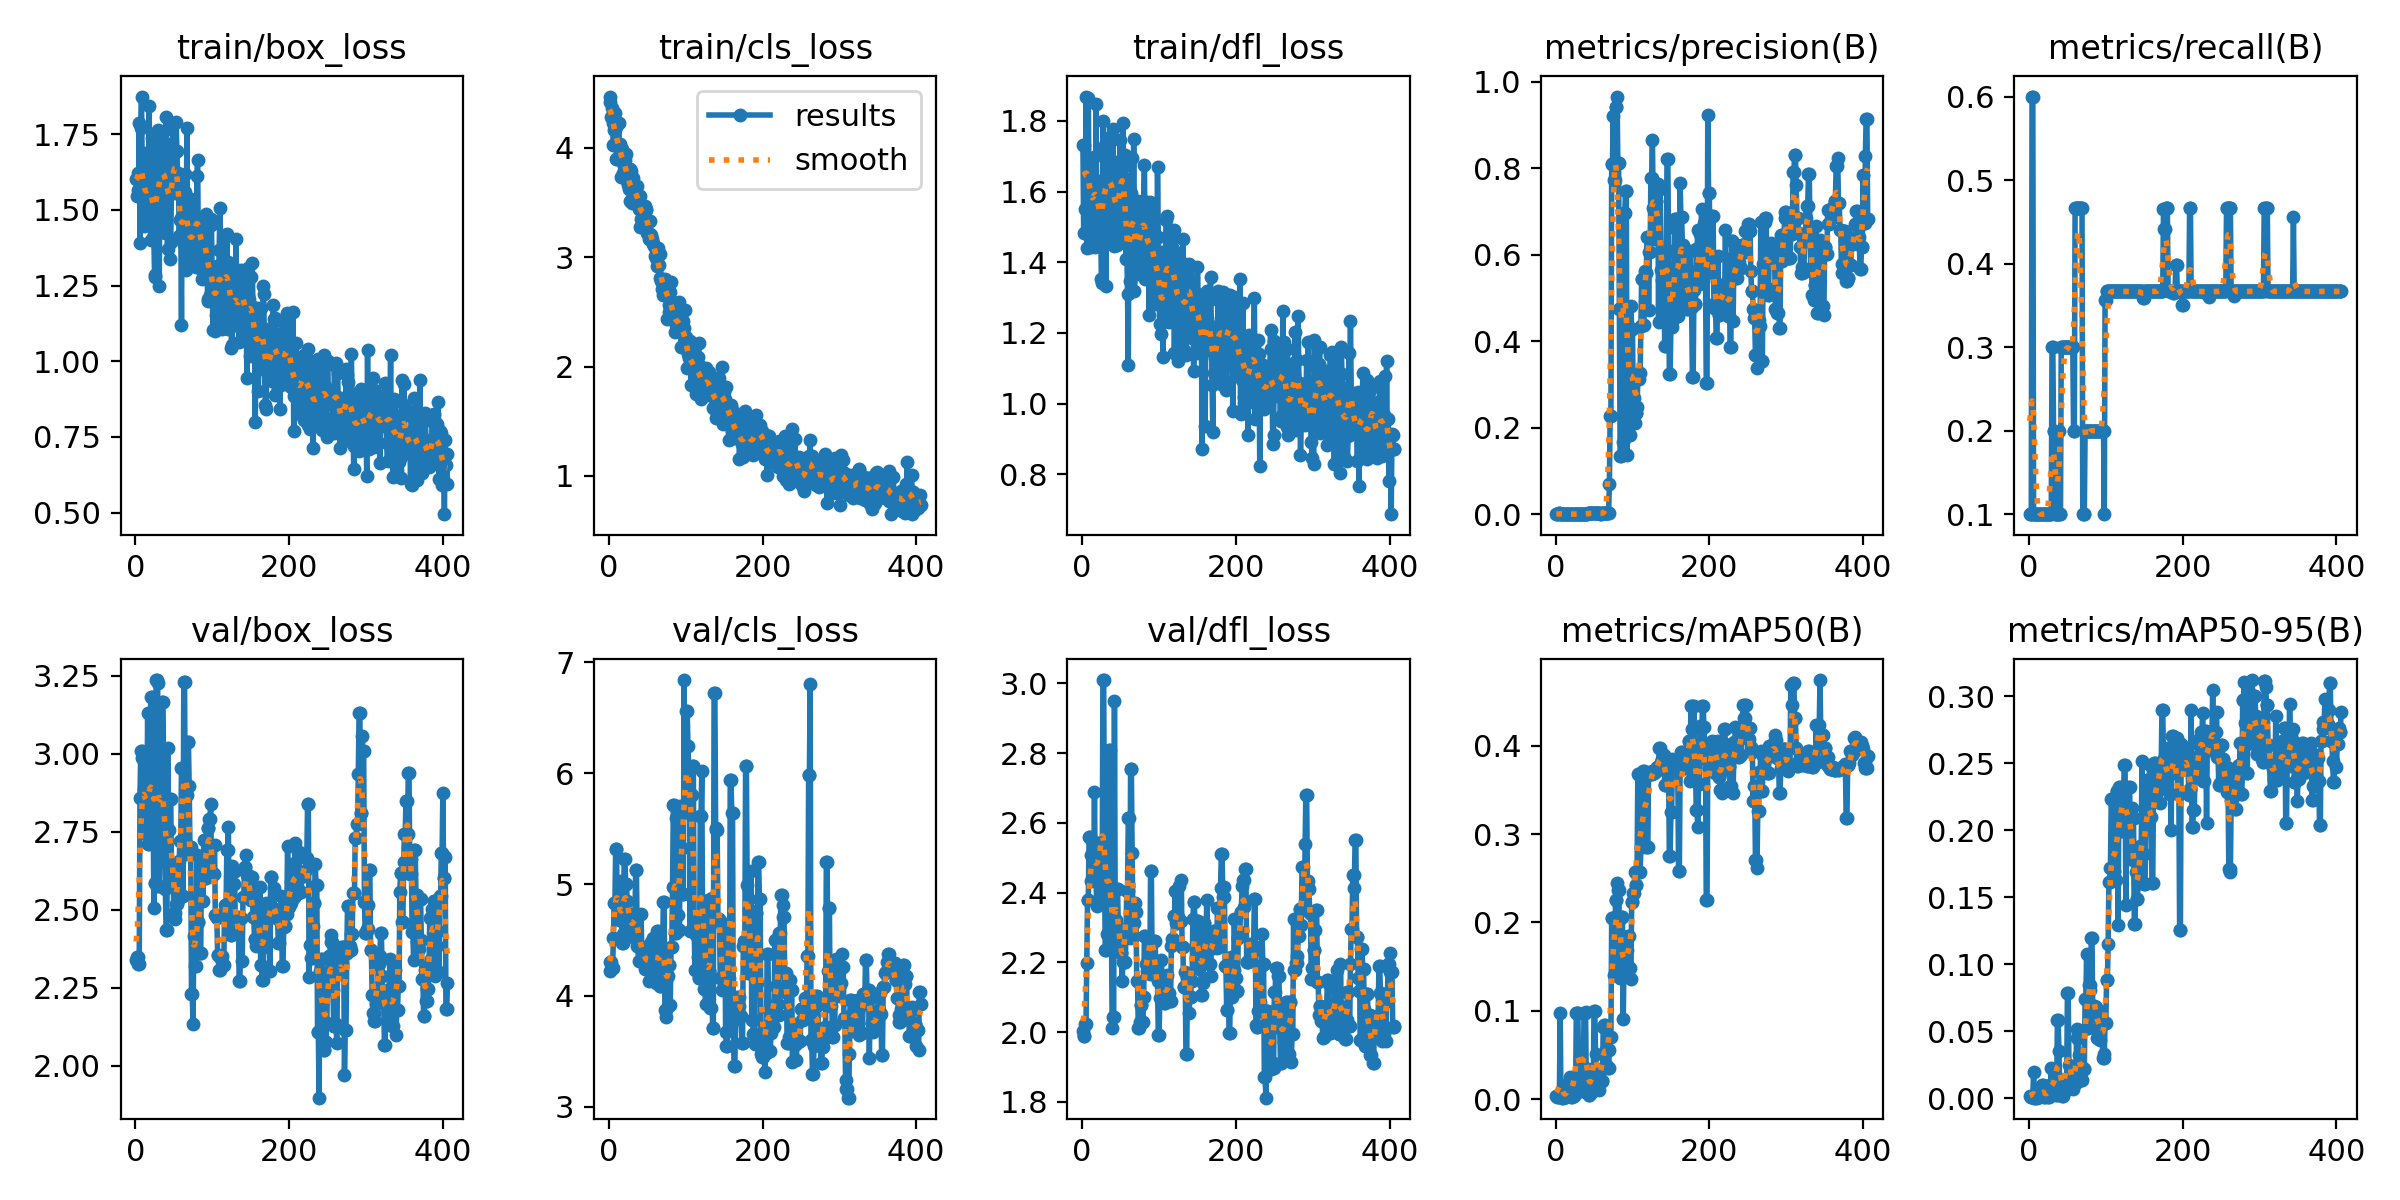 train/box_loss
1.75
1.50
1.25
1.00
0.75
0.50
0 200 400
train/cls_loss
results
smooth
4
3
2
1
0 200 400
train/dfl_loss
1.8
1.6
1.4
1.2
1.0
0.8
0 200 400
metrics/precision(B)
1.0
0.8
0.6
0.4
0.2
0.0
0 200 400
metrics/recall(B)
0.6
0.5
0.4
0.3
0.2
0.1
0 200 400
val/box_loss
3.25
3.00
2.75
2.50
2.25
2.00
0 200 400
val/cls_loss
7
6
5
4
3
0 200 400
val/dfl_loss
3.0
2.8
2.6
2.4
2.2
2.0
1.8
0 200 400
metrics/mAP50(B)
0.4
0.3
0.2
0.1
0.0
0 200 400
metrics/mAP50-95(B)
0.30
0.25
0.20
0.15
0.10
0.05
0.00
0 200 400